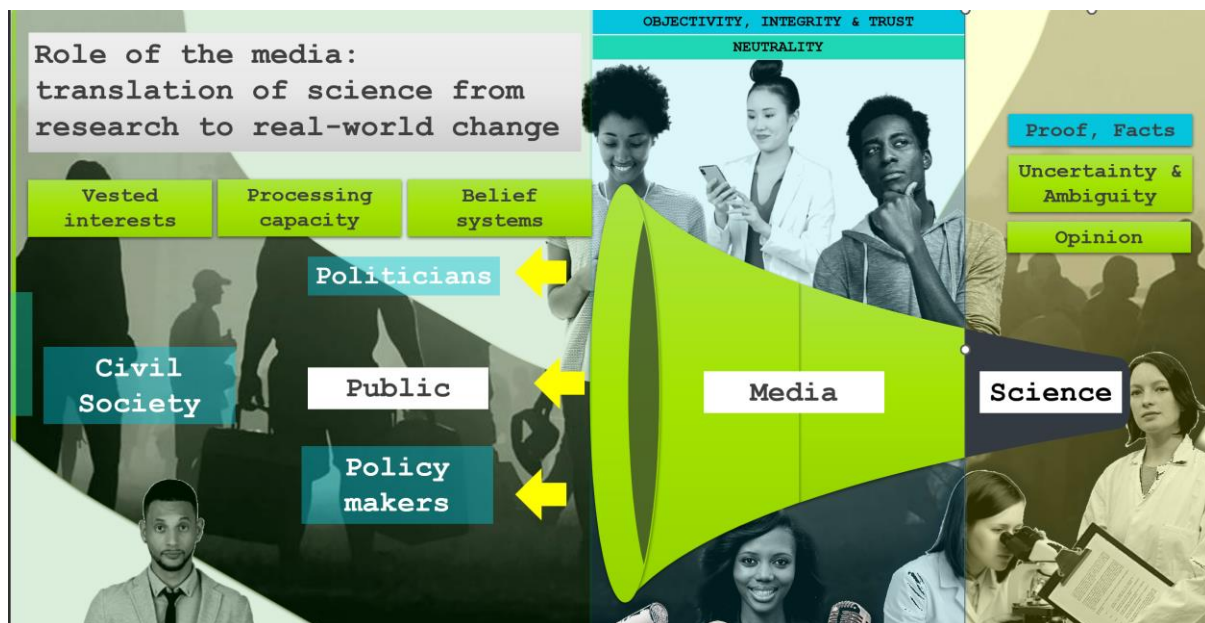 OBJECTIVITY, INTEGRITY & TRUST
NEUTRALITY
Role of the media:
translation of science from
research to real-world change
Proof, Facts
Uncertainty &
Ambiguity
Opinion
Vested
interests
Processing
capacity
Belief
systems
Politicians
Civil
Society
Public
Media
Science
Policy
makers